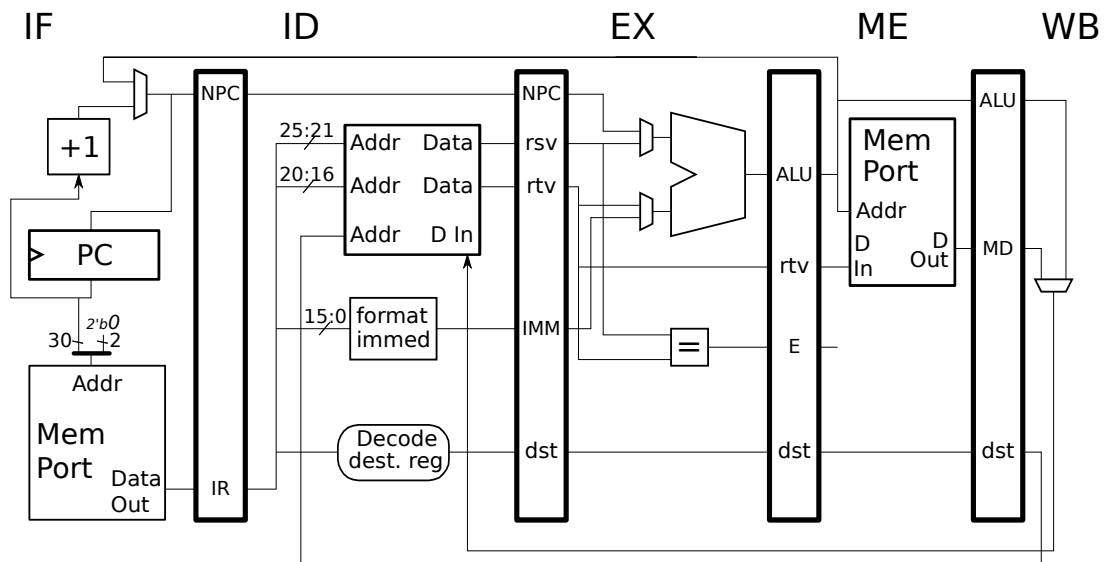 IF
ID
EX
ME
WB
NPC
NPC
ALU
+1
25:21
Addr
Data
rsv
Mem
Port
20:16
Addr
Data
rtv
ALU
Addr
Addr
D In
PC
D
In
D
Out
MD
rtv
2'b0
30
2
15:0
format
immed
IMM
=
E
Addr
Mem
Port
Data
Out
IR
Decode
dest. reg
dst
dst
dst